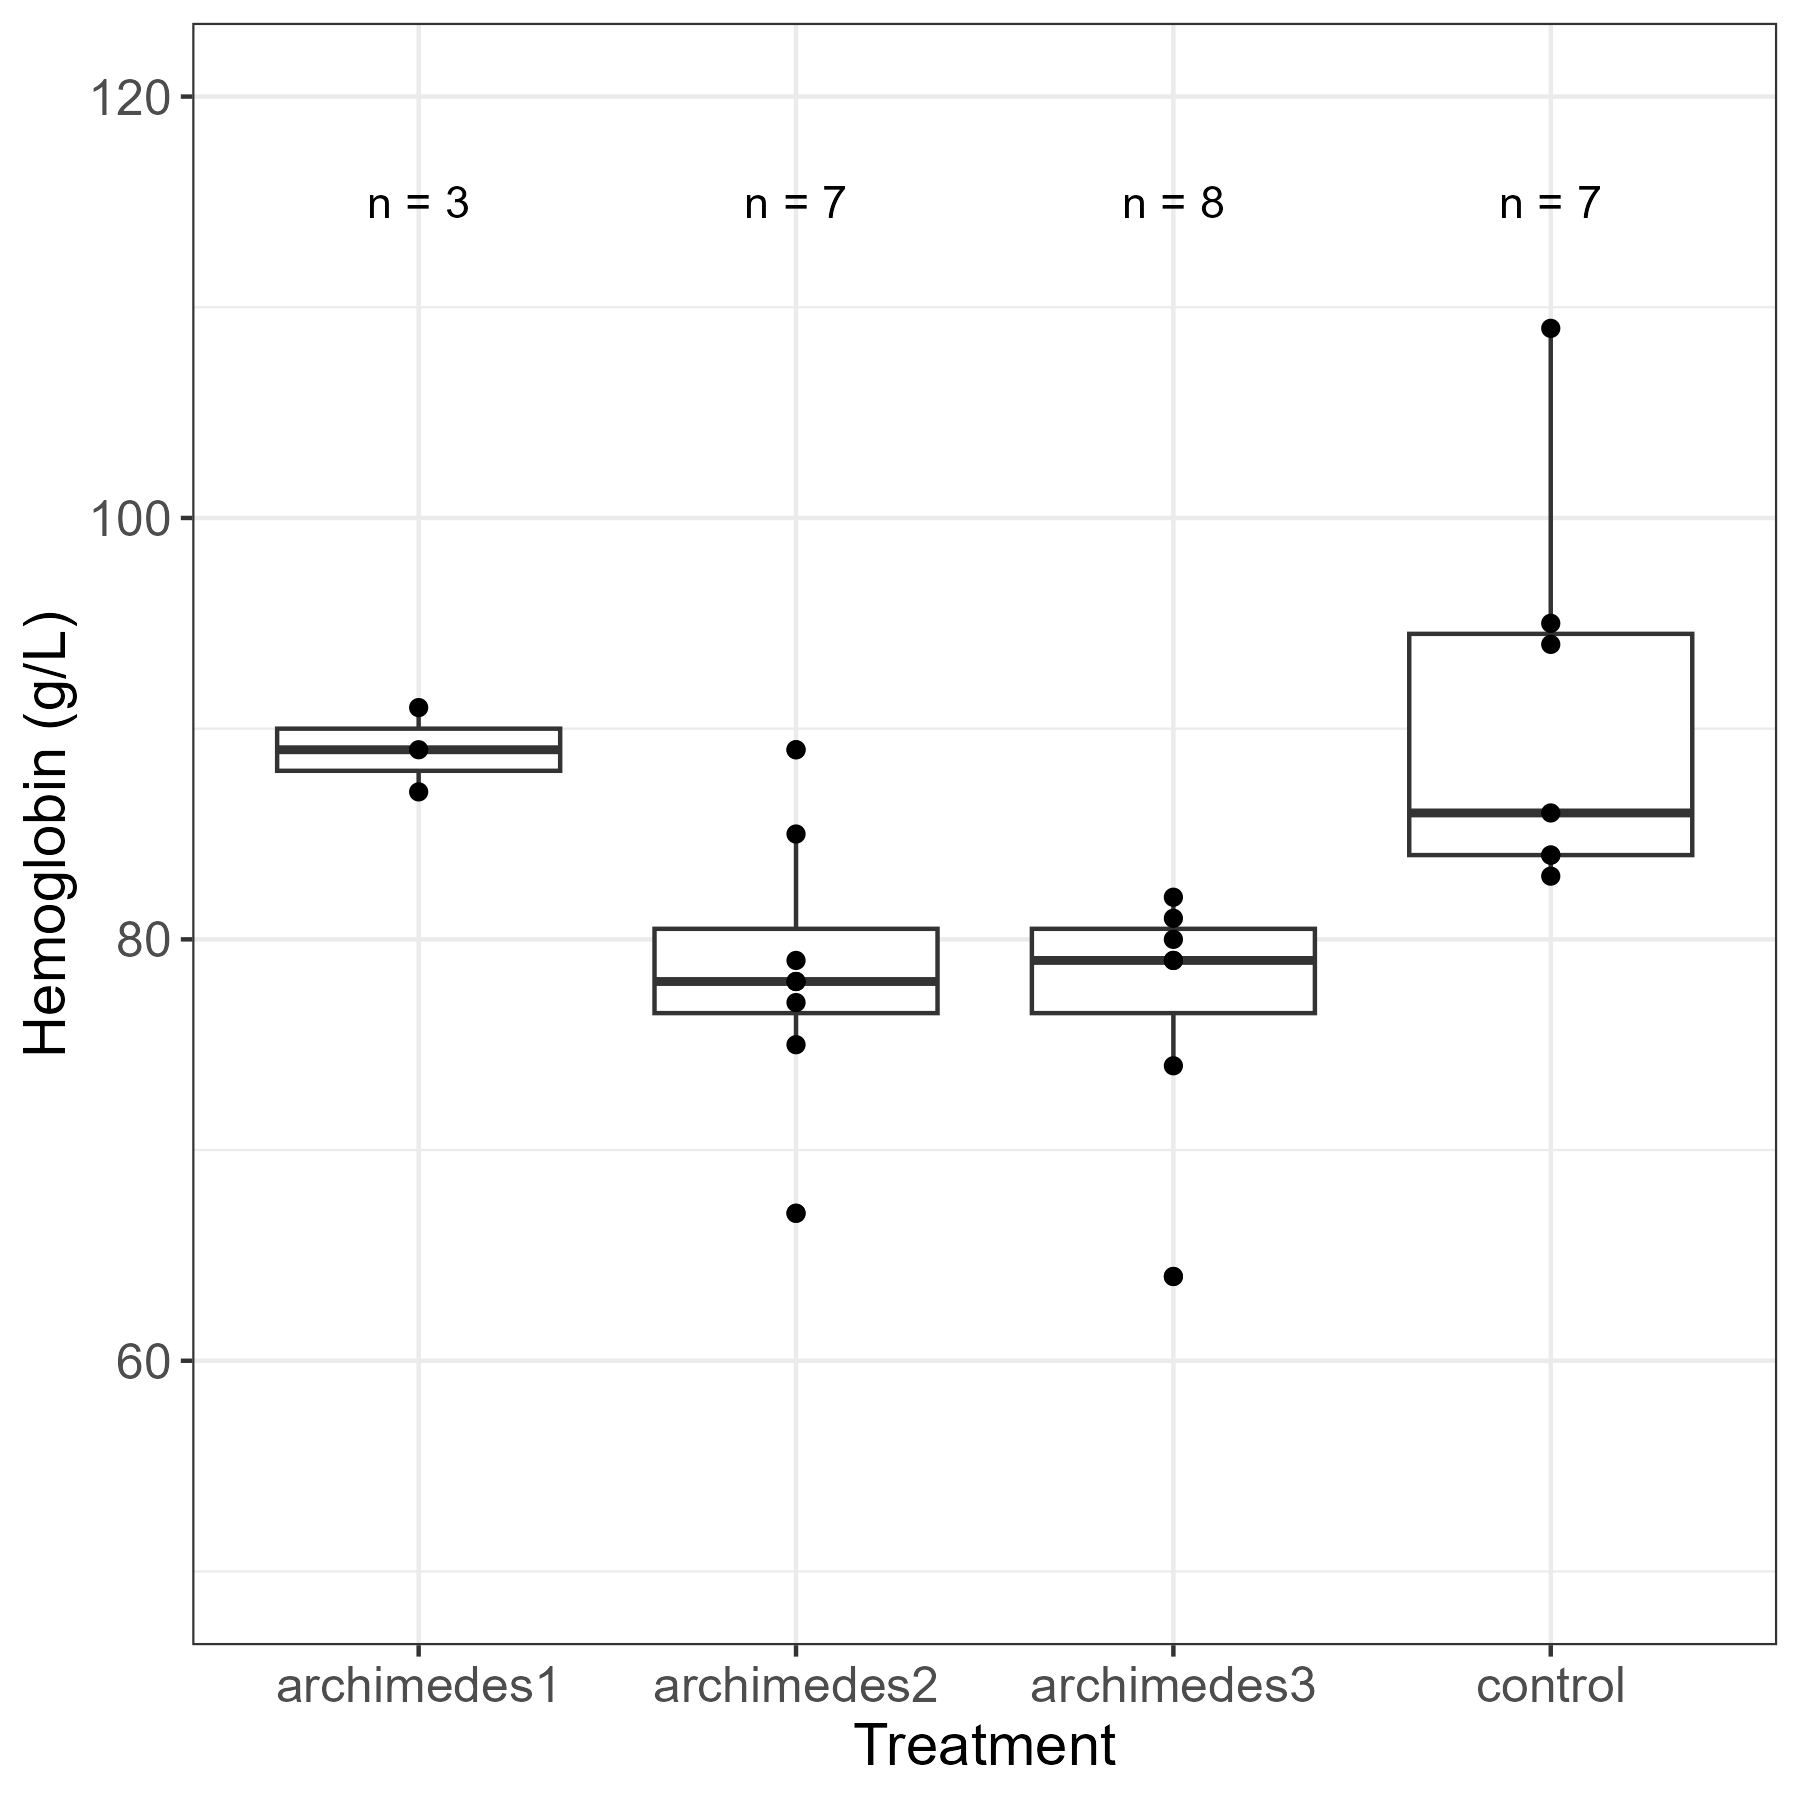 120
n = 3
n = 7
n = 8
n = 7
100
Hemoglobin (g/L)
80
60
archimedes1
archimedes2
archimedes3
control
Treatment